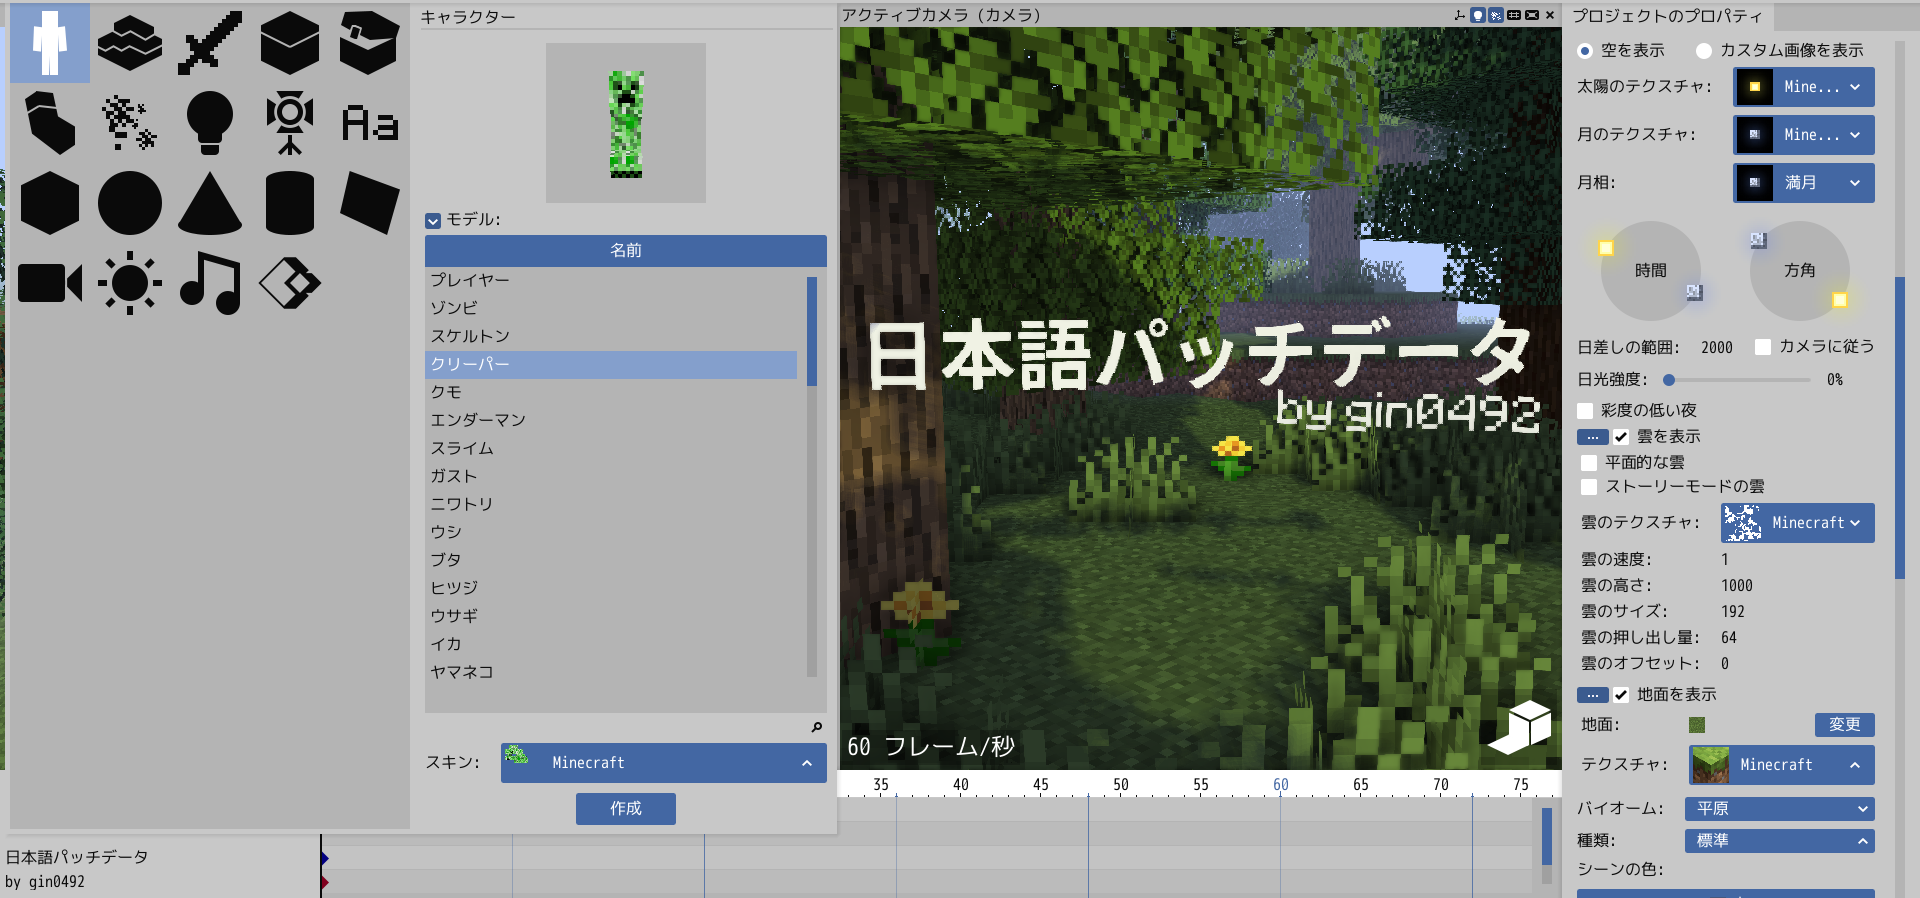 キャラクター
モデル:
名前
プレイヤー
ゾンビ
スケルトン
クリーパー
クモ
エンダーマン
スライム
ガスト
ニワトリ
ウシ
ブタ
ヒツジ
ウサギ
イカ
ヤマネコ
スキン:
Minecraft
作成
アクティブカメラ (カメラ)
日本語パッチデータ
by gin0492
60 フレーム/秒
35 40 45 50 55 60 65 70 75
日本語パッチデータ
by gin0492
プロジェクトのプロパティ
空を表示 カスタム画像を表示
太陽のテクスチャ: Mine...
月のテクスチャ: Mine...
月相: 満月
時間 方角
日差しの範囲: 2000 カメラに従う
日光強度: 0%
彩度の低い夜
... 雲を表示
平面的な雲
ストーリーモードの雲
雲のテクスチャ: Minecraft
雲の速度: 1
雲の高さ: 1000
雲のサイズ: 192
雲の押し出し量: 64
雲のオフセット: 0
... 地面を表示
地面: 変更
テクスチャ: Minecraft
バイオーム: 平原
種類: 標準
シーンの色: